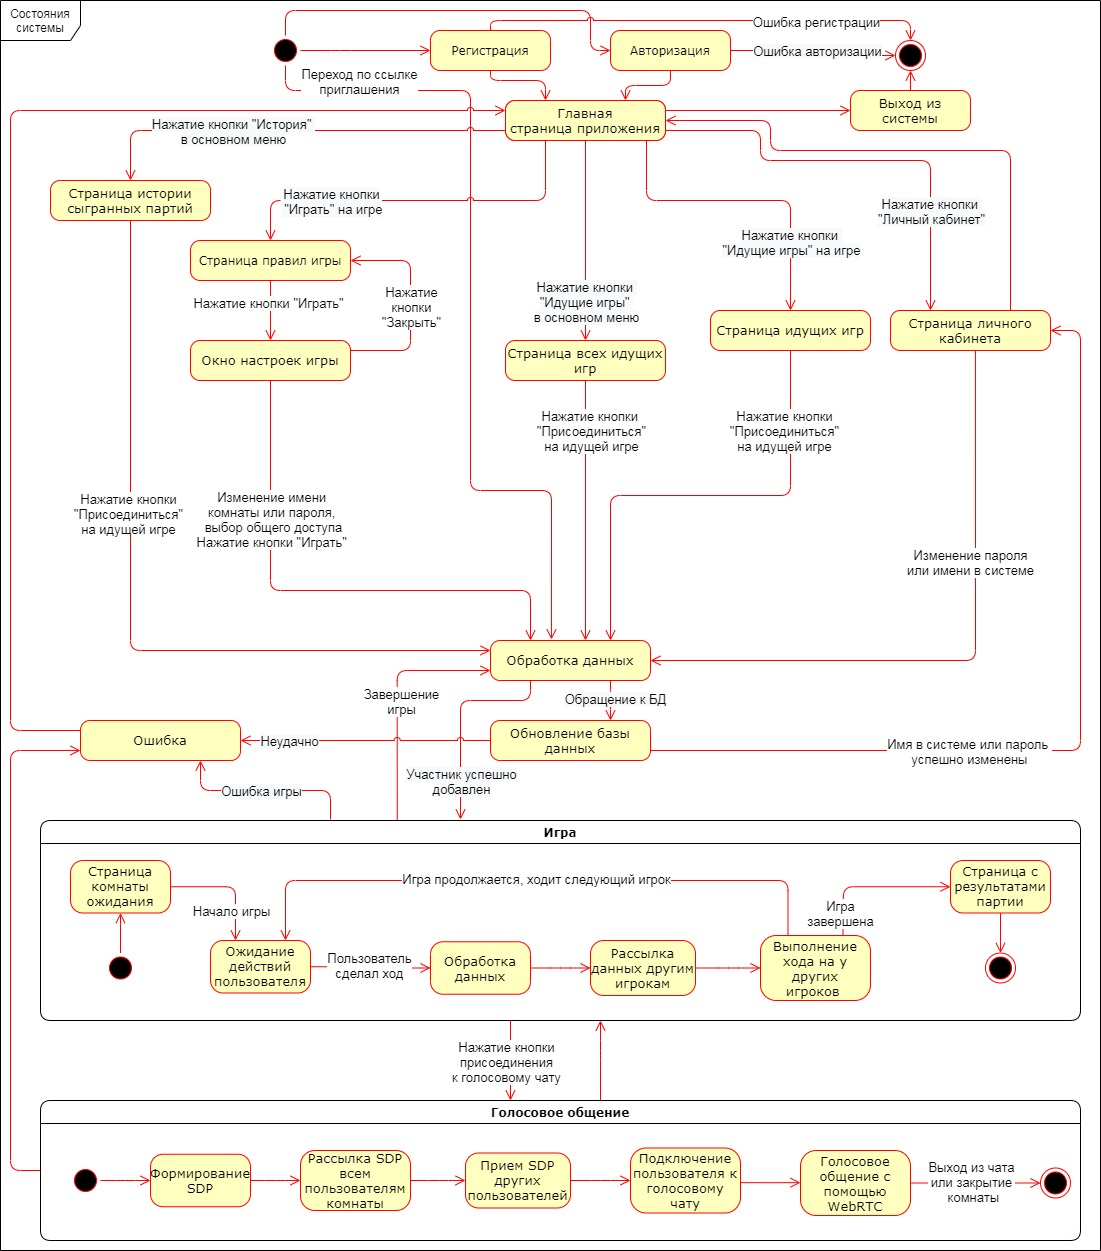 Состояния
системы
Регистрация
Авторизация
Ошибка регистрации
Ошибка авторизации
Переход по ссылке
приглашения
Главная
страница приложения
Выход из
системы
Нажатие кнопки "История"
в основном меню
Страница истории
сыгранных партий
Нажатие кнопки
"Играть" на игре
Нажатие кнопки
"Личный кабинет"
Нажатие кнопки
"Идущие игры" на игре
Страница правил игры
Нажатие кнопки "Играть"
Нажатие
кнопки
"Закрыть"
Нажатие кнопки
"Идущие игры"
в основном меню
Окно настроек игры
Страница всех идущих
игр
Страница идущих игр
Страница личного
кабинета
Нажатие кнопки
"Присоединиться"
на идущей игре
Нажатие кнопки
"Присоединиться"
на идущей игре
Нажатие кнопки
"Присоединиться"
на идущей игре
Изменение имени
комнаты или пароля,
выбор общего доступа
Нажатие кнопки "Играть"
Изменение пароля
или имени в системе
Обработка данных
Завершение
игры
Обращение к БД
Ошибка
Неудачно
Обновление базы
данных
Имя в системе или пароль
успешно изменены
Ошибка игры
Участник успешно
добавлен
Игра
Страница
комнаты
ожидания
Начало игры
Игра продолжается, ходит следующий игрок
Игра
завершена
Страница с
результатами
партии
Ожидание
действий
пользователя
Пользователь
сделал ход
Обработка
данных
Рассылка
данных другим
игрокам
Выполнение
хода на у
других
игроков
Нажатие кнопки
присоединения
к голосовому чату
Голосовое общение
Формирование
SDP
Рассылка SDP
всем
пользователям
комнаты
Прием SDP
других
пользователей
Подключение
пользователя к
голосовому
чату
Голосовое
общение с
помощью
WebRTC
Выход из чата
или закрытие
комнаты